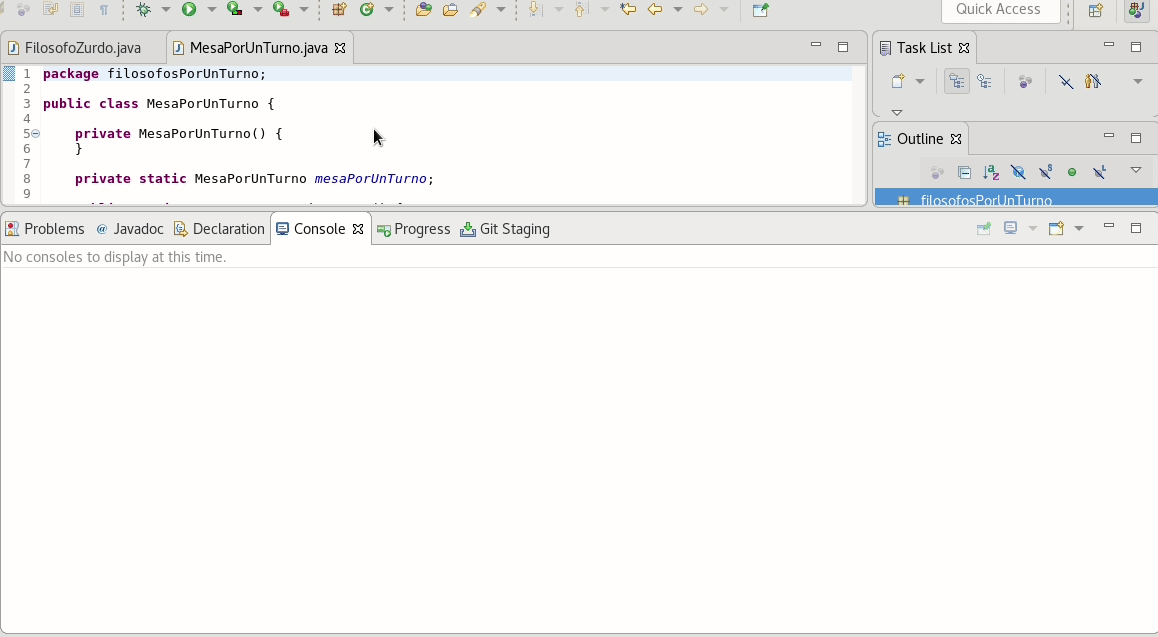 Quick Access
FilosofoZurdo.java
MesaPorUnTurno.java
Task List
1 package filosofosPorUnTurno;
2
3 public class MesaPorUnTurno {
4
5 private MesaPorUnTurno() {
6 }
7
8 private static MesaPorUnTurno mesaPorUnTurno;
9
Outline
filosofosPorUnTurno
Problems @ Javadoc Declaration Console Progress Git Staging
No consoles to display at this time.